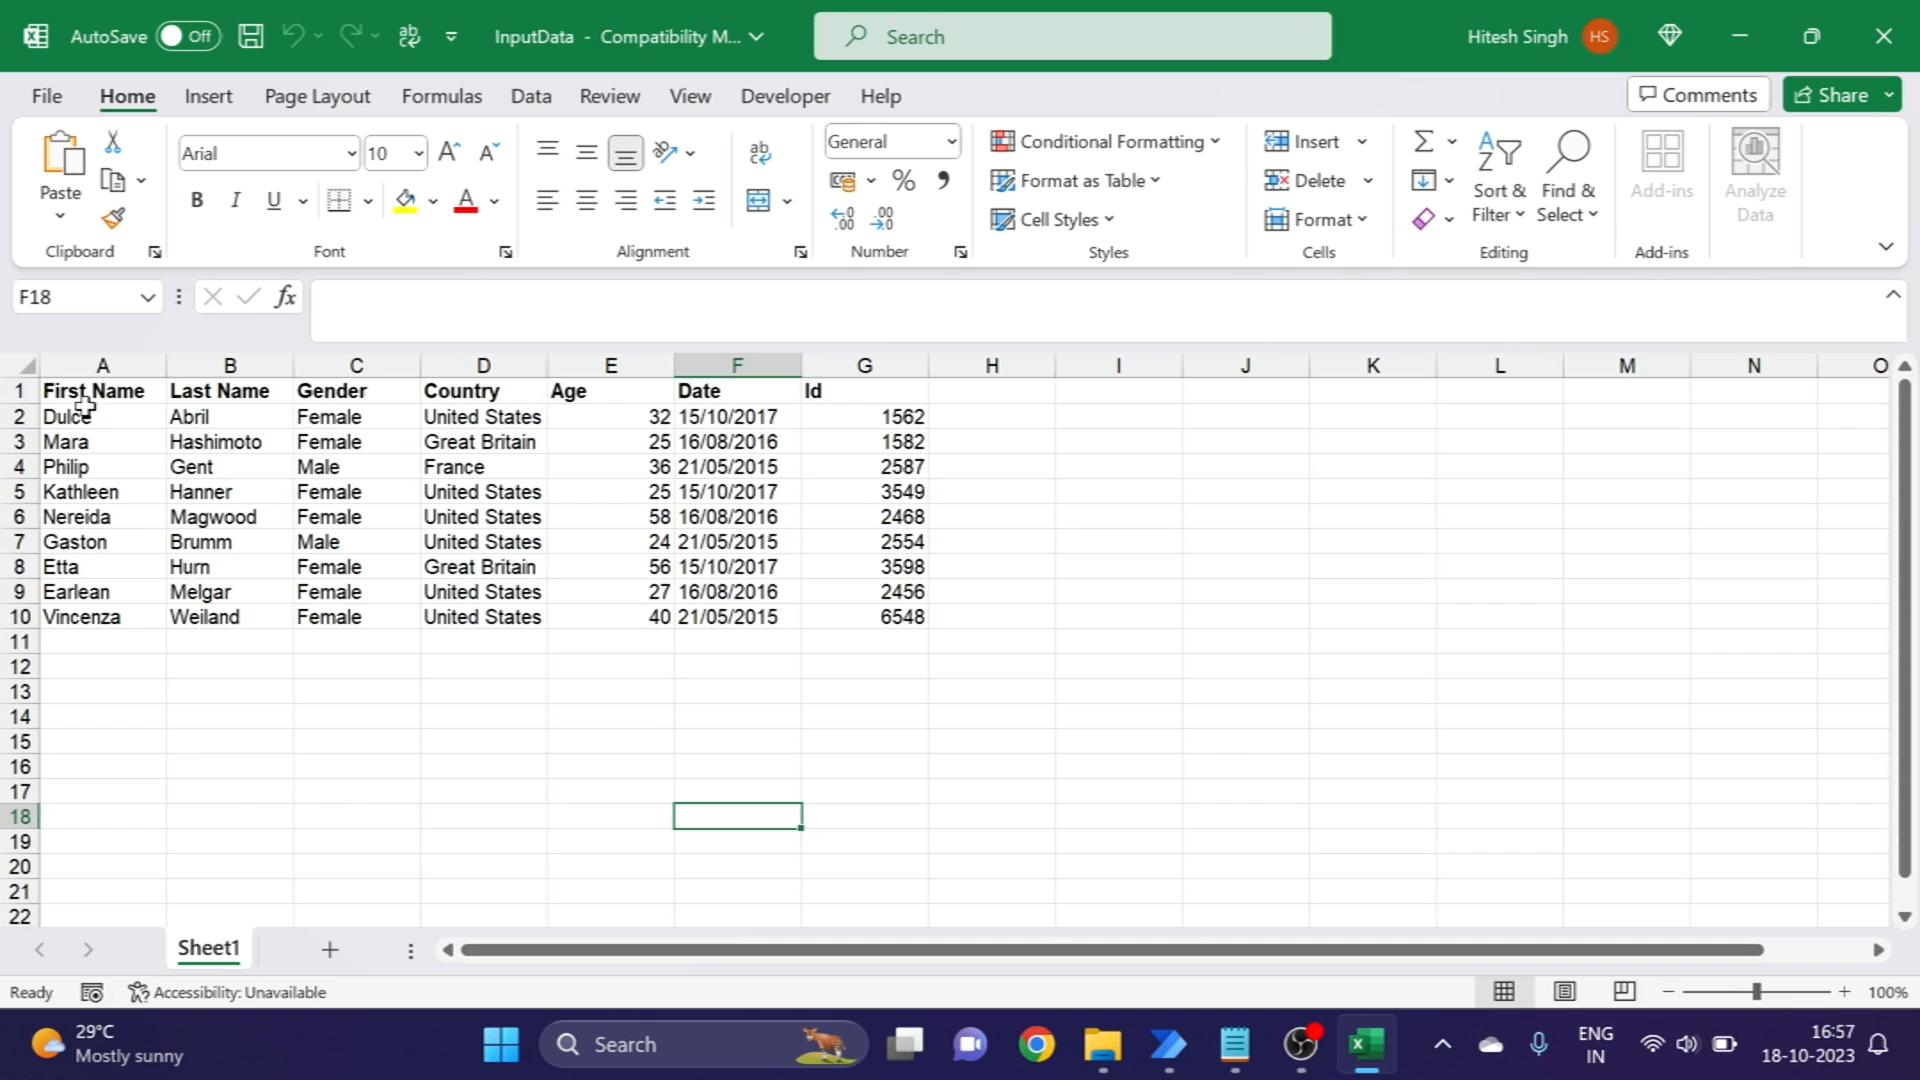 AutoSave Off InputData - Compatibility M... Search Hitesh Singh HS
File Home Insert Page Layout Formulas Data Review View Developer Help Comments Share
Paste Arial 10 General Conditional Formatting Insert
Format as Table Delete Sort & Find & Add-ins Analyze
B I U A % Cell Styles Format Filter Select Data
Clipboard Font Alignment Number Styles Cells Editing Add-ins
F18 fx
A B C D E F G H I J K L M N O
1 First Name Last Name Gender Country Age Date Id
2 Dulce Abril Female United States 32 15/10/2017 1562
3 Mara Hashimoto Female Great Britain 25 16/08/2016 1582
4 Philip Gent Male France 36 21/05/2015 2587
5 Kathleen Hanner Female United States 25 15/10/2017 3549
6 Nereida Magwood Female United States 58 16/08/2016 2468
7 Gaston Brumm Male United States 24 21/05/2015 2554
8 Etta Hurn Female Great Britain 56 15/10/2017 3598
9 Earlean Melgar Female United States 27 16/08/2016 2456
10 Vincenza Weiland Female United States 40 21/05/2015 6548
11
12
13
14
15
16
17
18
19
20
21
22
Sheet1
Ready Accessibility: Unavailable 100%
29°C
Mostly sunny
Search
ENG
IN
16:57
18-10-2023